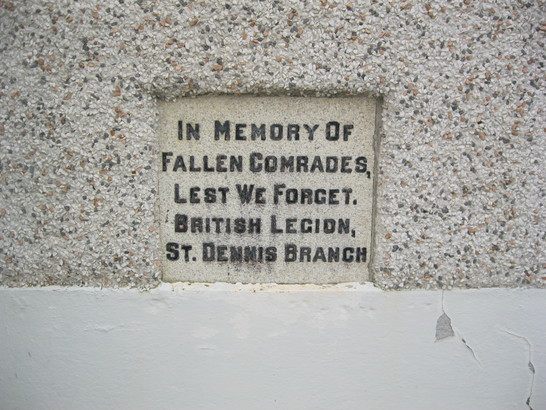 In Memory Of
Fallen Comrades,
Lest We Forget.
British Legion,
St. Dennis Branch